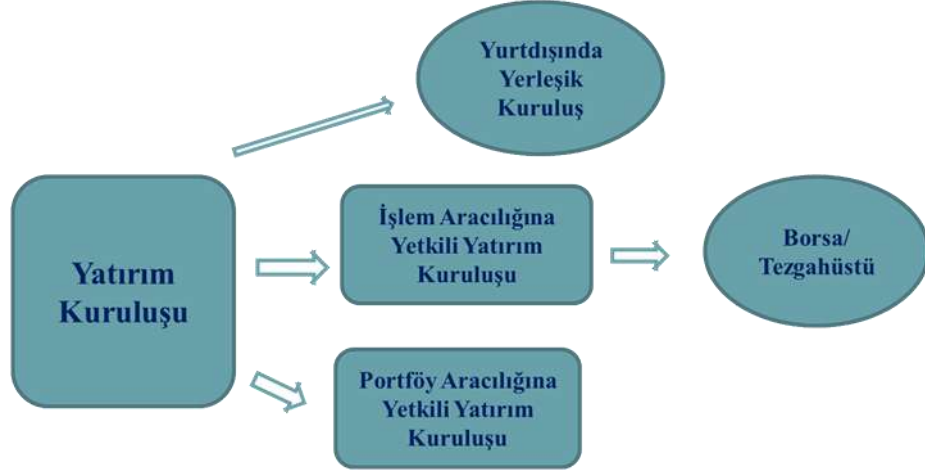 Yurtdışında
Yerleşik
Kuruluş
Yatırım
Kuruluşu
İşlem Aracılığına
Yetkili Yatırım
Kuruluşu
Borsa/
Tezgahüstü
Portföy Aracılığına
Yetkili Yatırım
Kuruluşu